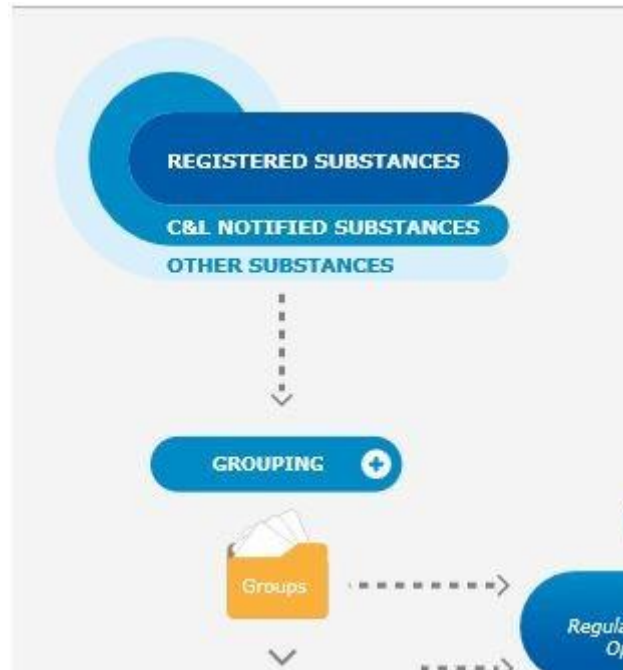 REGISTERED SUBSTANCES
C&L NOTIFIED SUBSTANCES
OTHER SUBSTANCES
GROUPING
Groups